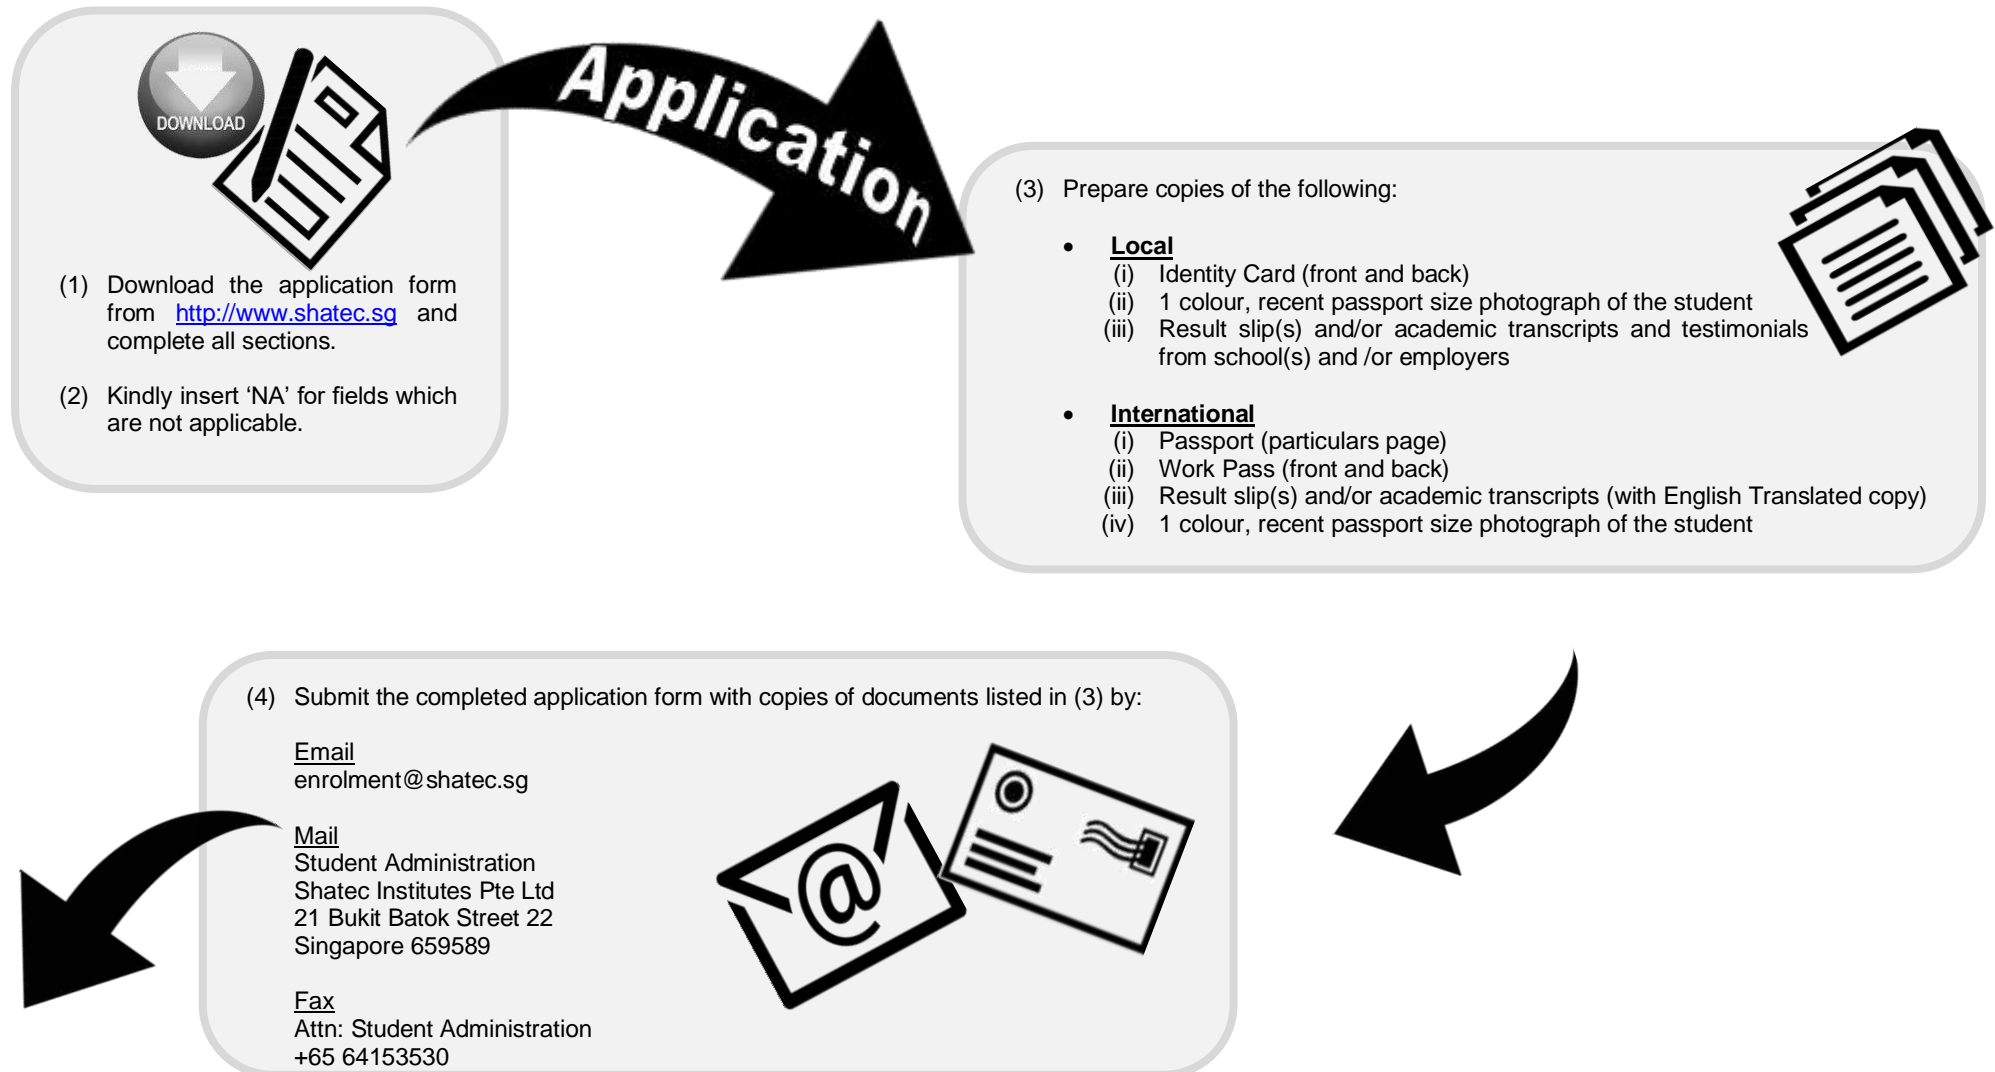 DOWNLOAD
Application
(1) Download the application form
from http://www.shatec.sg and
complete all sections.
(2) Kindly insert ‘NA’ for fields which
are not applicable.
(3) Prepare copies of the following:
• Local
(i) Identity Card (front and back)
(ii) 1 colour, recent passport size photograph of the student
(iii) Result slip(s) and/or academic transcripts and testimonials
from school(s) and /or employers
• International
(i) Passport (particulars page)
(ii) Work Pass (front and back)
(iii) Result slip(s) and/or academic transcripts (with English Translated copy)
(iv) 1 colour, recent passport size photograph of the student
(4) Submit the completed application form with copies of documents listed in (3) by:
Email
enrolment@shatec.sg
Mail
Student Administration
Shatec Institutes Pte Ltd
21 Bukit Batok Street 22
Singapore 659589
Fax
Attn: Student Administration
+65 64153530
@